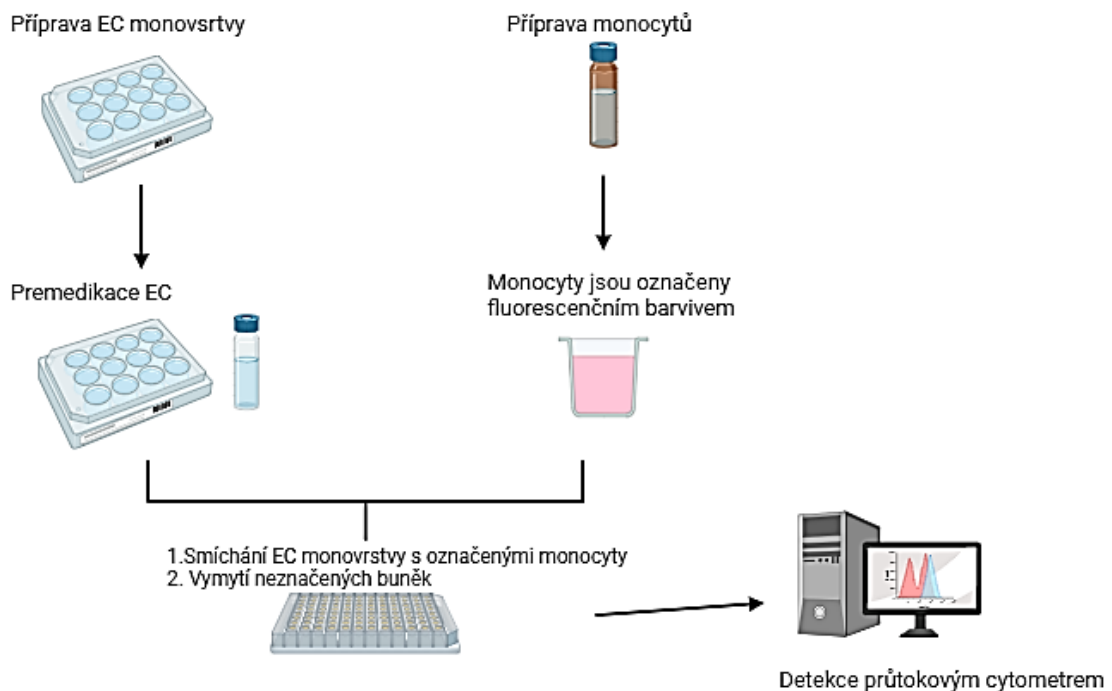 Příprava EC monovsrtvy
Příprava monocytů
Premedikace EC
Monocyty jsou označeny
fluorescenčním barvivem
1.Smíchání EC monovrstvy s označenými monocyty
2. Vymytí neznačených buněk
Detekce průtokovým cytometrem